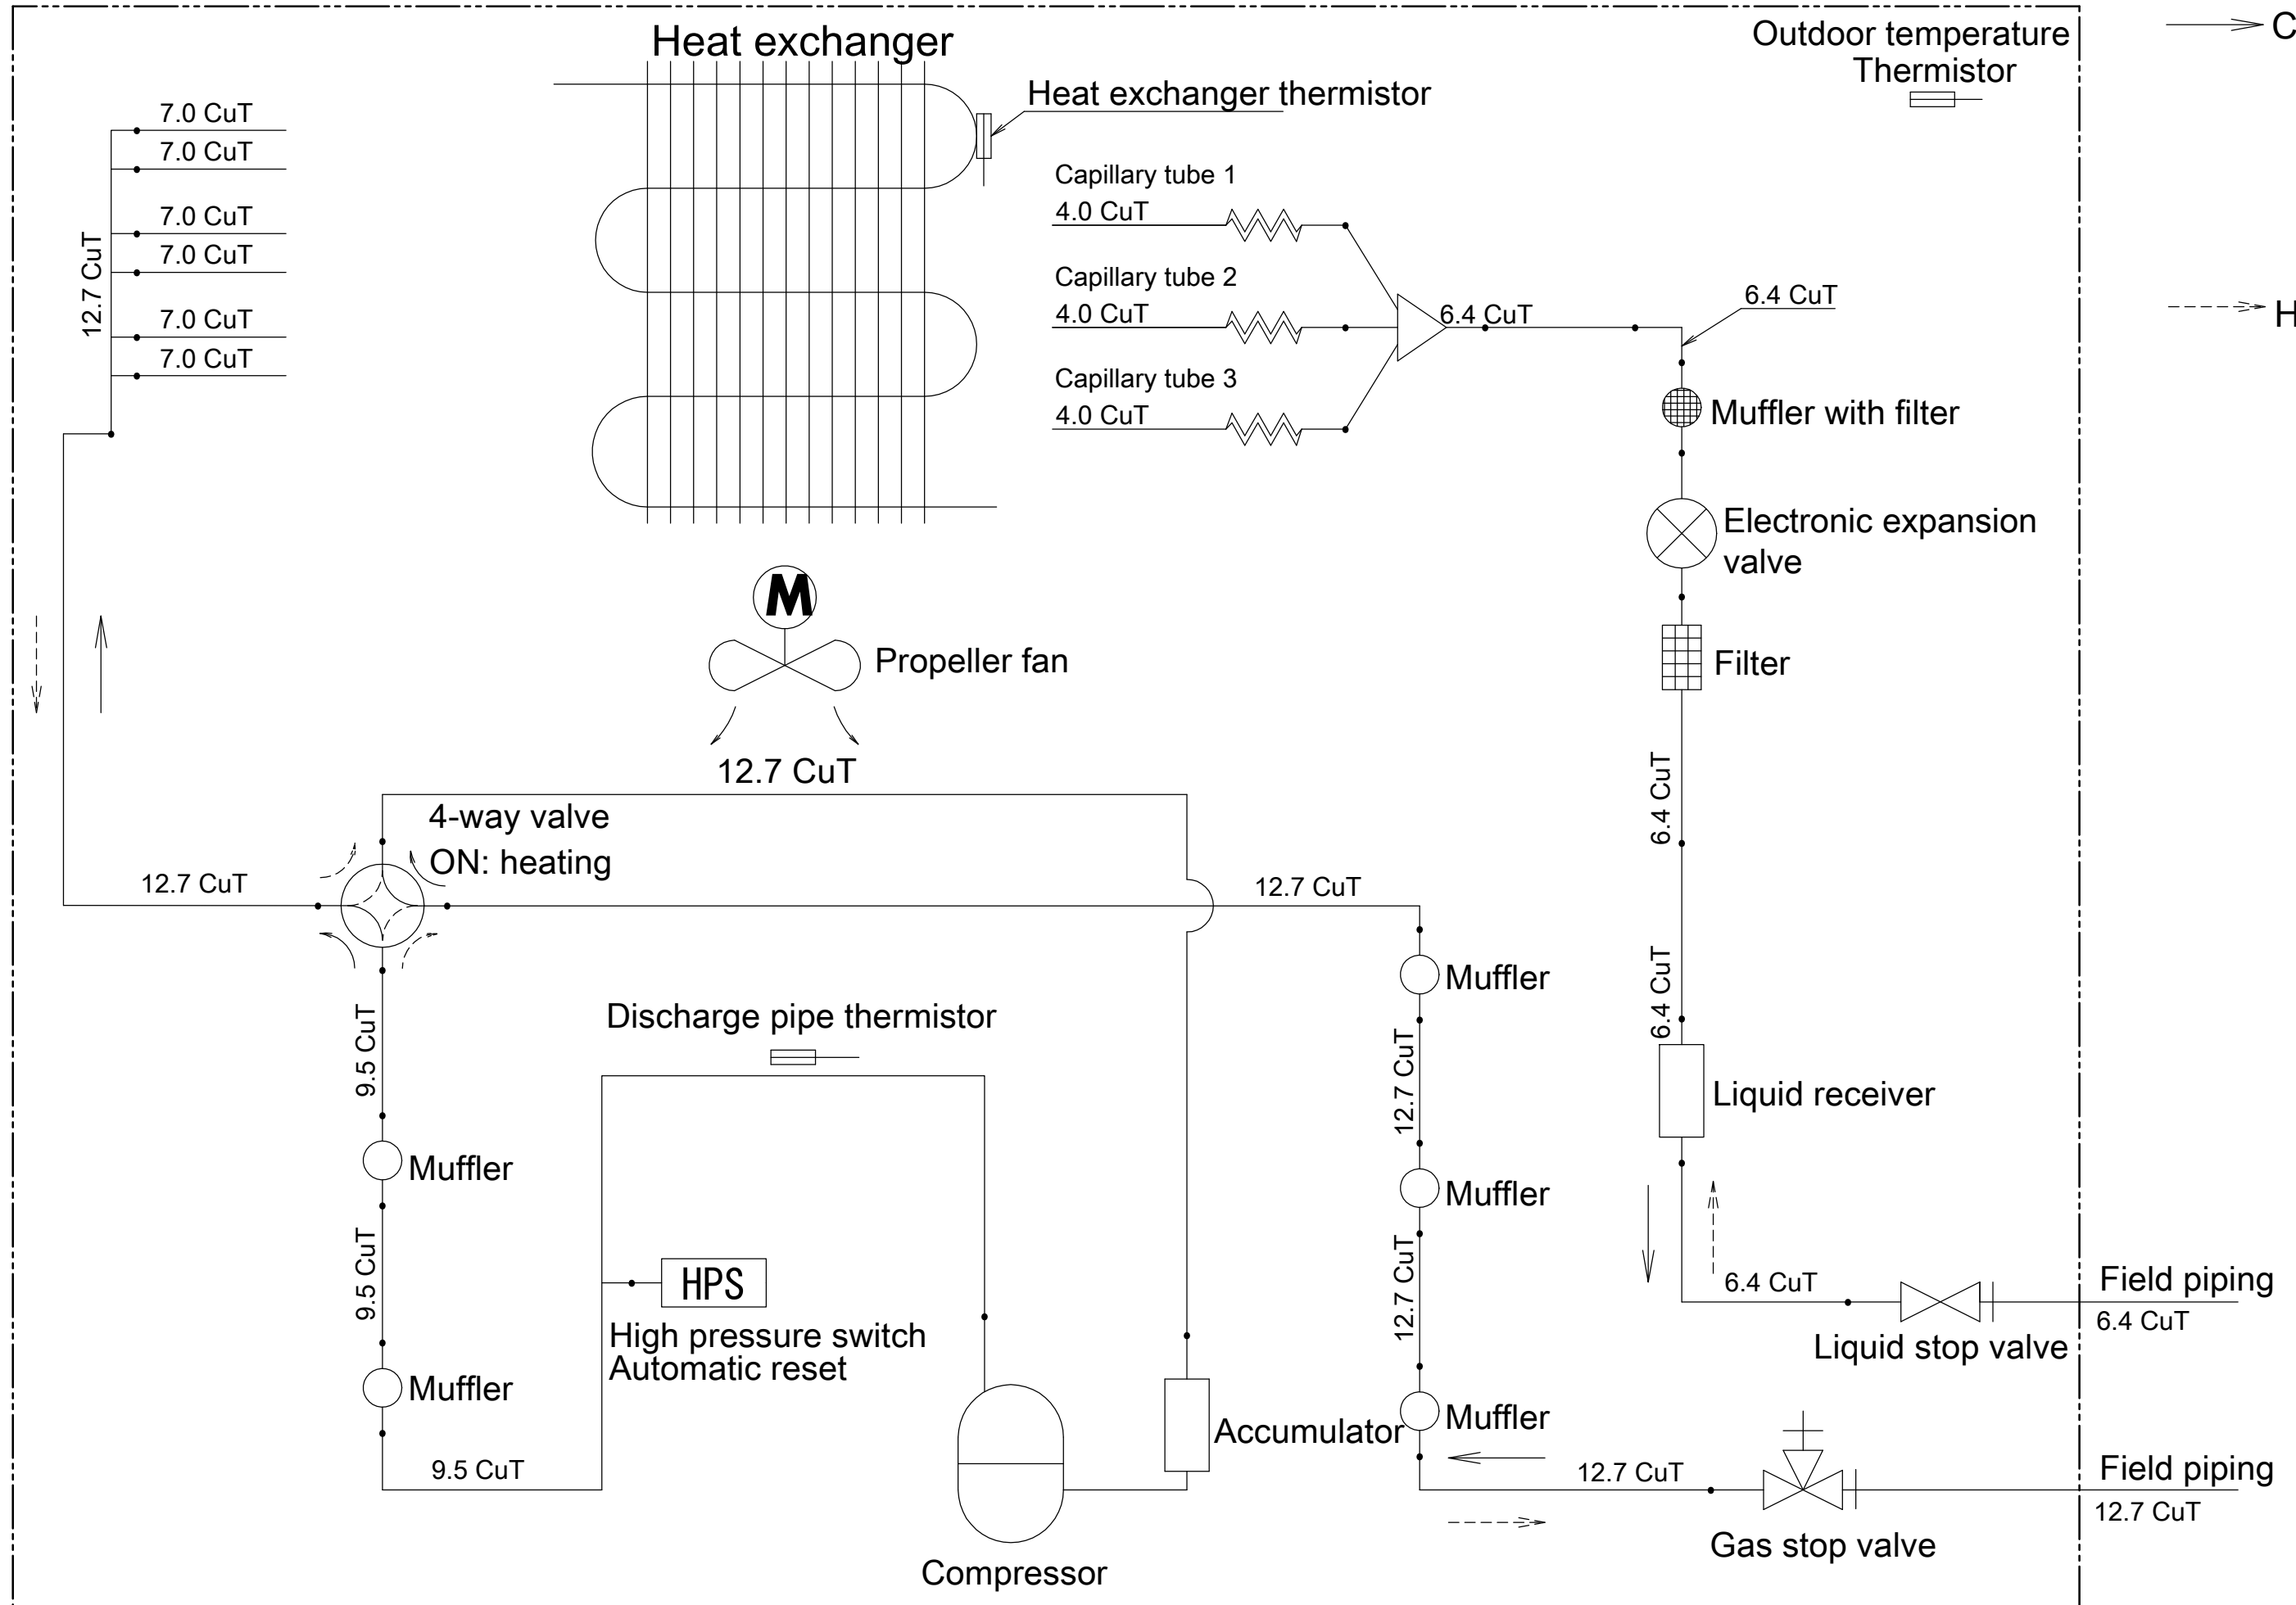 Heat exchanger
Outdoor temperature
Thermistor
C
Heat exchanger thermistor
7.0 CuT
7.0 CuT
7.0 CuT
7.0 CuT
7.0 CuT
7.0 CuT
12.7 CuT
Capillary tube 1
4.0 CuT
Capillary tube 2
4.0 CuT
Capillary tube 3
4.0 CuT
6.4 CuT
6.4 CuT
H
Muffler with filter
Electronic expansion
valve
Filter
M
Propeller fan
12.7 CuT
4-way valve
ON: heating
12.7 CuT
12.7 CuT
6.4 CuT
6.4 CuT
Muffler
Discharge pipe thermistor
9.5 CuT
12.7 CuT
Liquid receiver
Muffler
Muffler
9.5 CuT
12.7 CuT
HPS
High pressure switch
Automatic reset
6.4 CuT
Field piping
6.4 CuT
Liquid stop valve
Muffler
Muffler
Accumulator
9.5 CuT
12.7 CuT
Field piping
12.7 CuT
Gas stop valve
Compressor